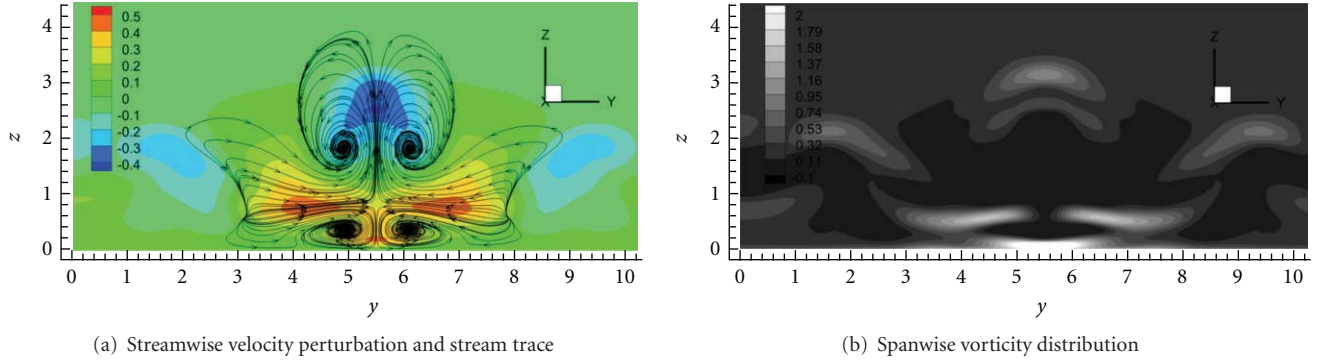 4
3
2
1
0
z
0.5
0.4
0.3
0.2
0.1
0
-0.1
-0.2
-0.3
-0.4
Z
X Y
0 1 2 3 4 5 6 7 8 9 10
y
(a) Streamwise velocity perturbation and stream trace
4
3
2
1
0
z
2
1.79
1.58
1.37
1.16
0.95
0.74
0.53
0.32
0.11
-0.1
Z
X Y
0 1 2 3 4 5 6 7 8 9 10
y
(b) Spanwise vorticity distribution